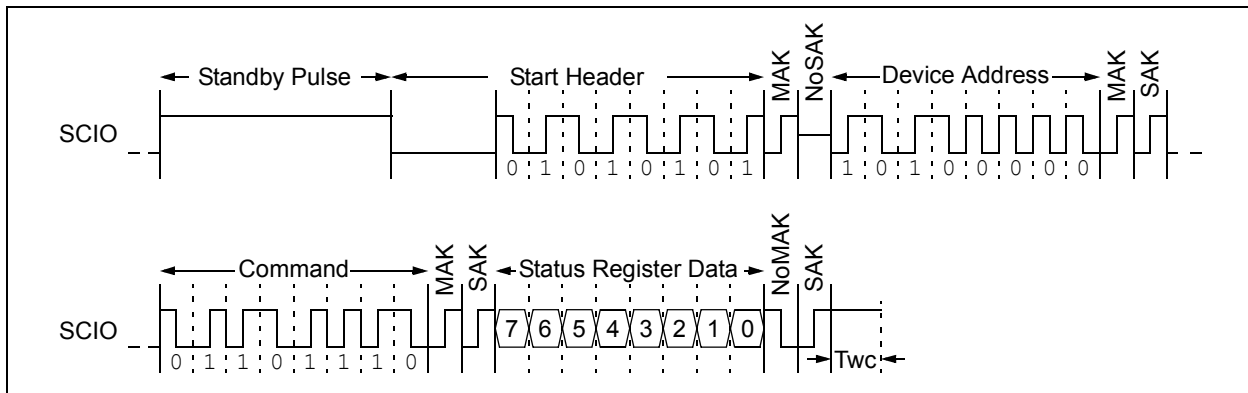 Standby Pulse
Start Header
MAK
NoSAK
Device Address
MAK
SAK
SCIO
0 1 0 1 0 1 0 1
1 0 1 0 0 0 0 0
Command
MAK
SAK
Status Register Data
NoMAK
SAK
SCIO
7 6 5 4 3 2 1 0
0 1 1 0 1 1 1 0
Twc